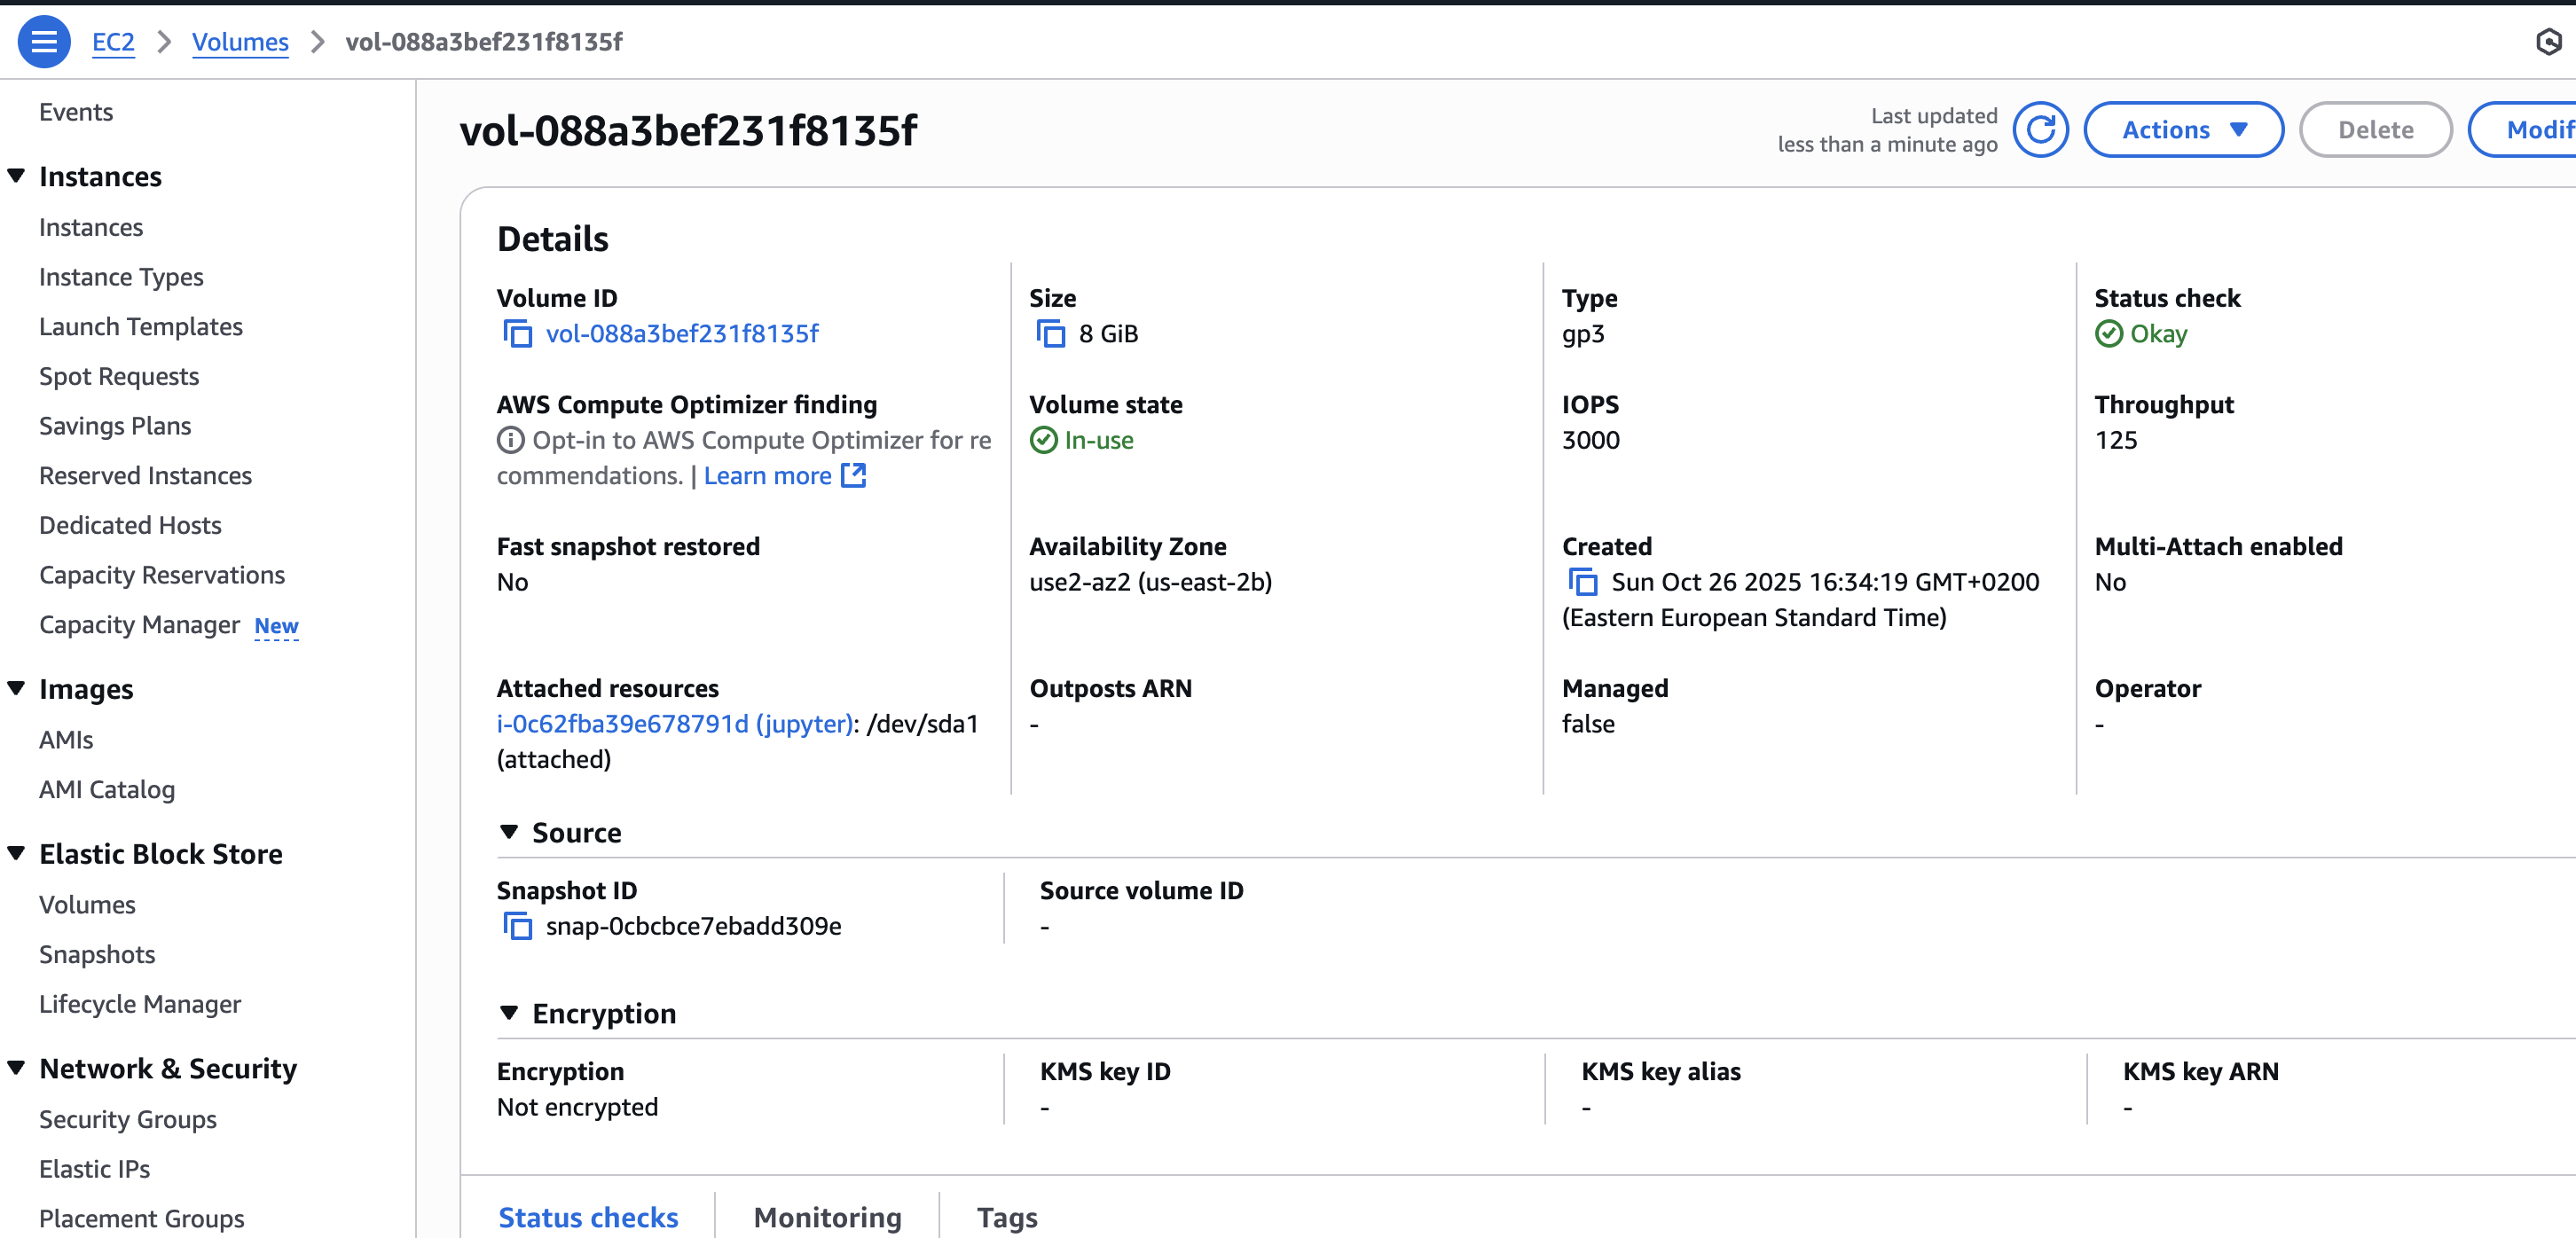 EC2 > Volumes > vol-088a3bef231f8135f
Events
Instances
Instances
Instance Types
Launch Templates
Spot Requests
Savings Plans
Reserved Instances
Dedicated Hosts
Capacity Reservations
Capacity Manager New
Images
AMIs
AMI Catalog
Elastic Block Store
Volumes
Snapshots
Lifecycle Manager
Network & Security
Security Groups
Elastic IPs
Placement Groups
vol-088a3bef231f8135f
Last updated
less than a minute ago
Actions
Delete
Modif
Details
Volume ID
vol-088a3bef231f8135f
Size
8 GiB
Type
gp3
Status check
Okay
AWS Compute Optimizer finding
Opt-in to AWS Compute Optimizer for re
commendations. | Learn more
Volume state
In-use
IOPS
3000
Throughput
125
Fast snapshot restored
No
Availability Zone
use2-az2 (us-east-2b)
Created
Sun Oct 26 2025 16:34:19 GMT+0200
(Eastern European Standard Time)
Multi-Attach enabled
No
Attached resources
i-0c62fba39e678791d (jupyter): /dev/sda1
(attached)
Outposts ARN
-
Managed
false
Operator
-
Source
Snapshot ID
snap-0cbcbce7ebadd309e
Source volume ID
-
Encryption
Encryption
Not encrypted
KMS key ID
-
KMS key alias
-
KMS key ARN
-
Status checks
Monitoring
Tags